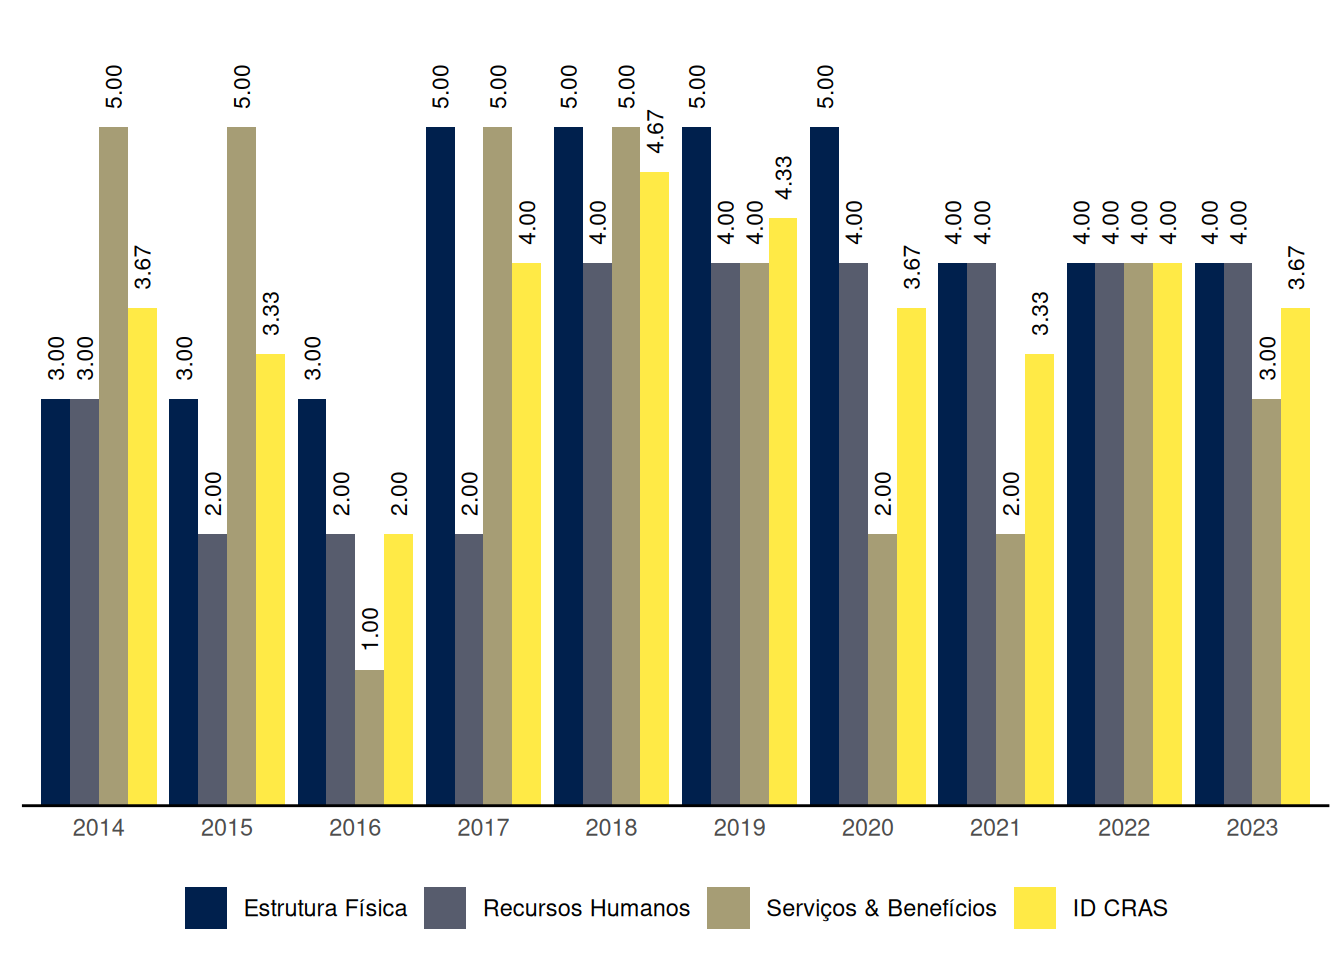 3.00 3.00 5.00 3.67
3.00 2.00 5.00 3.33
3.00 2.00 1.00 2.00
5.00 2.00 5.00 4.00
5.00 4.00 5.00 4.67
5.00 4.00 4.00 4.33
5.00 4.00 2.00 3.67
4.00 4.00 2.00 3.33
4.00 4.00 4.00 4.00
4.00 4.00 3.00 3.67
2014 2015 2016 2017 2018 2019 2020 2021 2022 2023
Estrutura Física Recursos Humanos Serviços & Benefícios ID CRAS